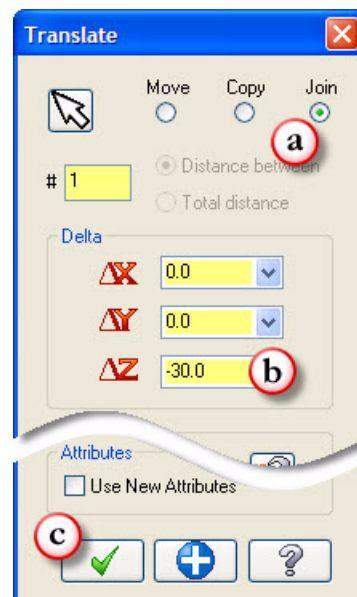 Translate
Move Copy Join
a
Distance between
# 1
Total distance
Delta
ΔX 0.0
ΔY 0.0
ΔZ -30.0 b
Attributes
Use New Attributes
c
?